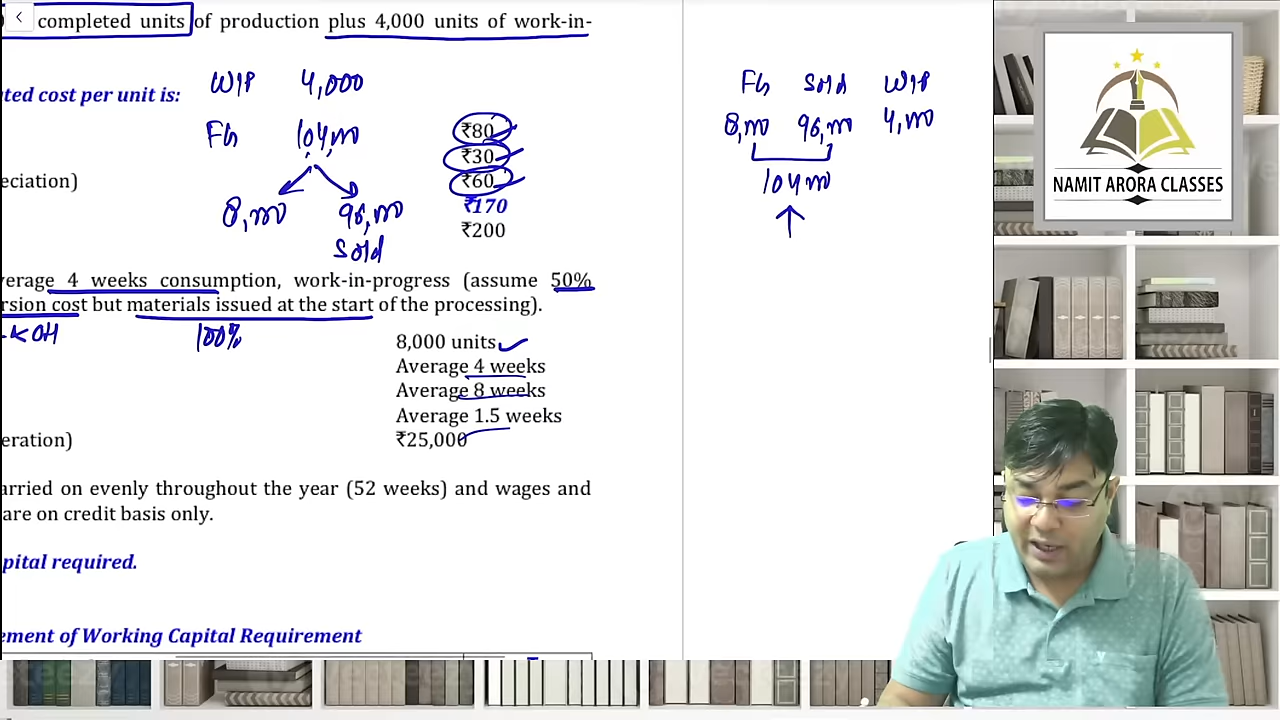 completed units of production plus 4,000 units of work-in-
WIP 4,000
ated cost per unit is:
FG 104,000
₹80
₹30
eciation)
₹60
₹170
8,000 96,000
₹200
Sold
verage 4 weeks consumption, work-in-progress (assume 50%
rsion cost but materials issued at the start of the processing).
OH 100%
8,000 units
Average 4 weeks
Average 8 weeks
Average 1.5 weeks
eration)
₹25,000
arried on evenly throughout the year (52 weeks) and wages and
are on credit basis only.
pital required.
ement of Working Capital Requirement
FG Sold WIP
8,000 96,000 4,000
104000
NAMIT ARORA CLASSES